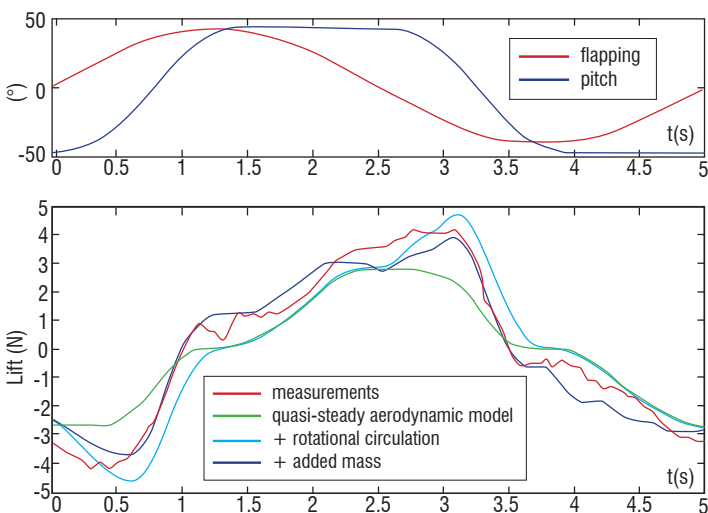 50
0
-50
(°)
flapping
pitch
t(s)
0 0.5 1 1.5 2 2.5 3 3.5 4 4.5 5
5
4
3
2
1
0
-1
-2
-3
-4
-5
Lift (N)
measurements
quasi-steady aerodynamic model
+ rotational circulation
+ added mass
t(s)
0 0.5 1 1.5 2 2.5 3 3.5 4 4.5 5